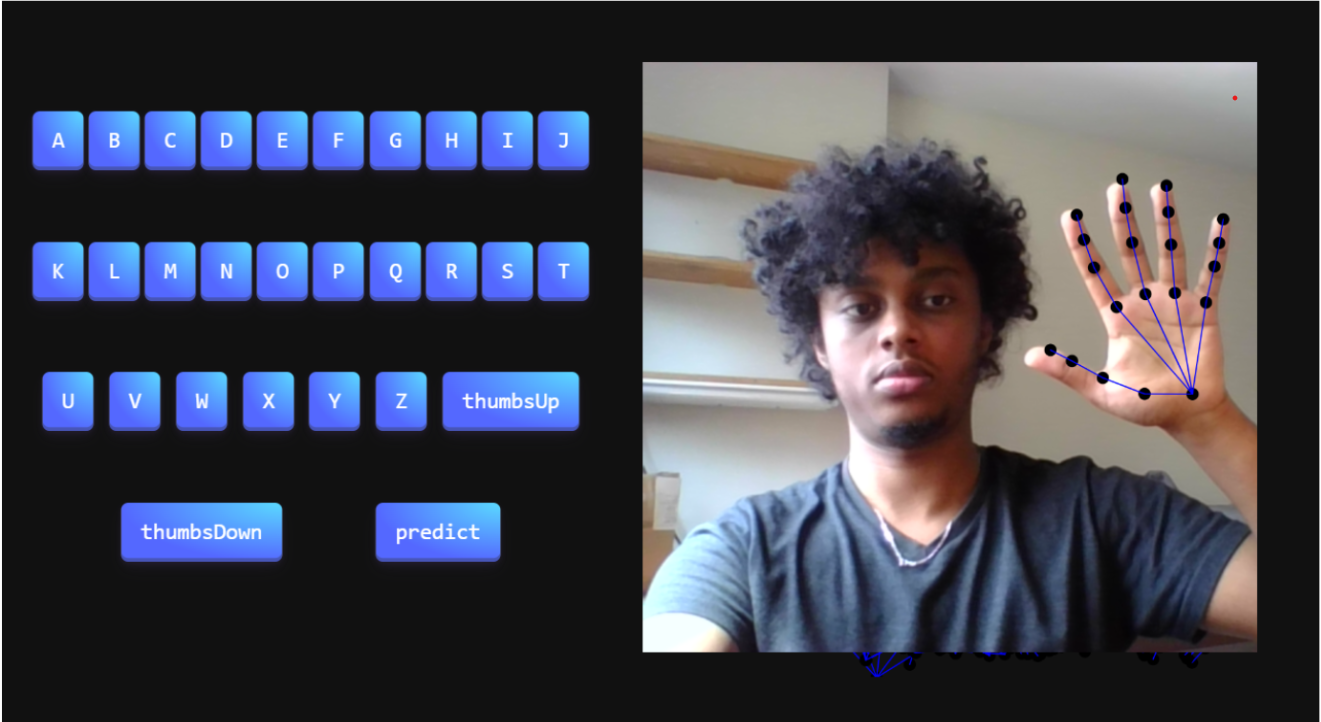 A B C D E F G H I J
K L M N O P Q R S T
U V W X Y Z thumbsUp
thumbsDown predict